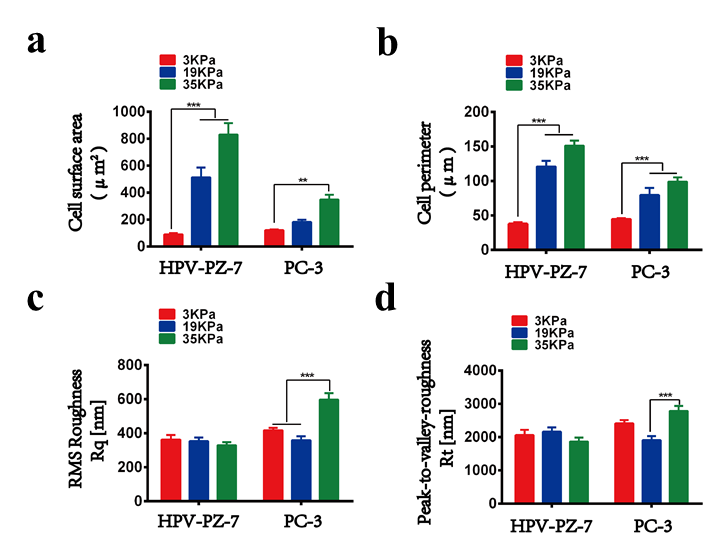 a
3KPa
19KPa
35KPa
Cell surface area
( μ m²)
1000
800
600
400
200
0
***
**
HPV-PZ-7
PC-3
b
3KPa
19KPa
35KPa
Cell perimeter
( μ m)
200
150
100
50
0
***
***
HPV-PZ-7
PC-3
c
3KPa
19KPa
35KPa
RMS Roughness
Rq [nm]
800
600
400
200
0
***
HPV-PZ-7
PC-3
d
3KPa
19KPa
35KPa
Peak-to-valley-roughness
Rt [nm]
4000
3000
2000
1000
0
***
HPV-PZ-7
PC-3